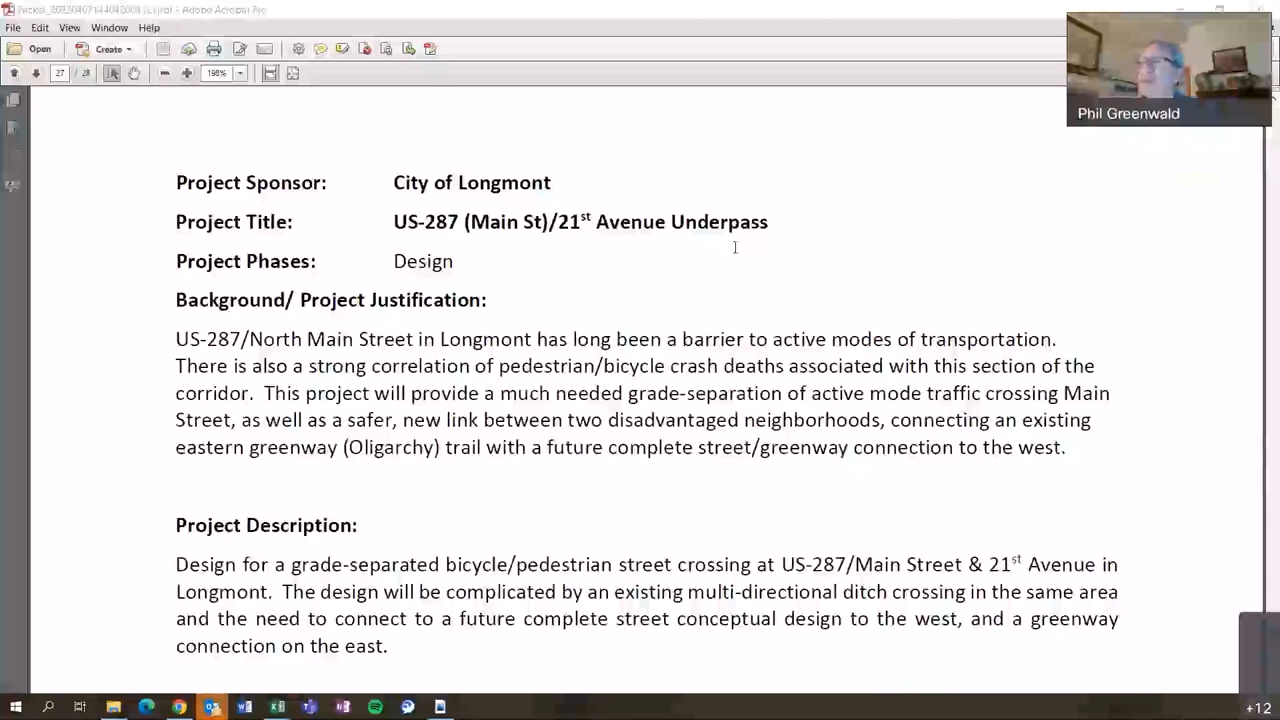 Adobe Acrobat Pro
File Edit View Window Help
Open Create
27 / 28 198%
Phil Greenwald
Project Sponsor: City of Longmont
Project Title: US-287 (Main St)/21st Avenue Underpass
Project Phases: Design
Background/ Project Justification:
US-287/North Main Street in Longmont has long been a barrier to active modes of transportation.
There is also a strong correlation of pedestrian/bicycle crash deaths associated with this section of the
corridor. This project will provide a much needed grade-separation of active mode traffic crossing Main
Street, as well as a safer, new link between two disadvantaged neighborhoods, connecting an existing
eastern greenway (Oligarchy) trail with a future complete street/greenway connection to the west.
Project Description:
Design for a grade-separated bicycle/pedestrian street crossing at US-287/Main Street & 21st Avenue in
Longmont. The design will be complicated by an existing multi-directional ditch crossing in the same area
and the need to connect to a future complete street conceptual design to the west, and a greenway
connection on the east.
+12